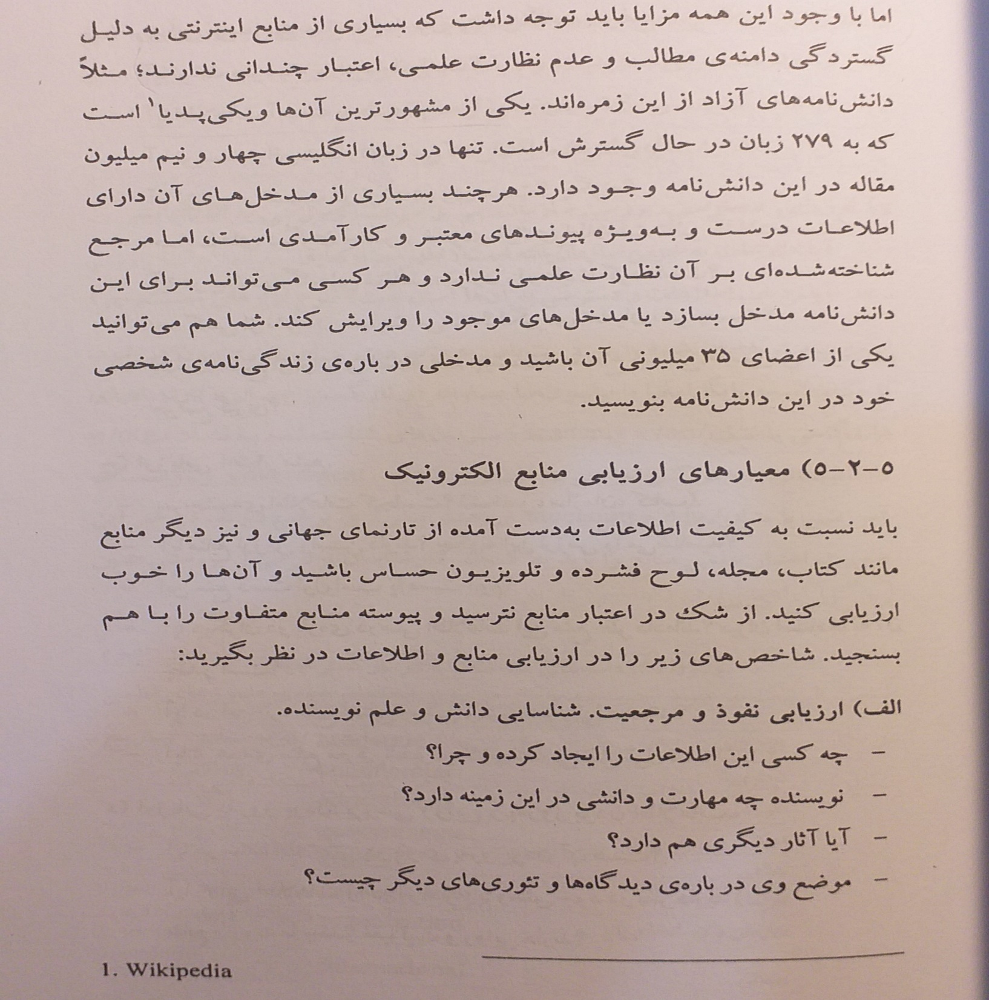 اما با وجود این همه مزایا باید توجه داشت که بسیاری از منابع اینترنتی به دلیل
گستردگی دامنه‌ی مطالب و عدم نظارت علمی، اعتبار چندانی ندارند؛ مثلاً
دانش‌نامه‌های آزاد از این زمره‌اند. یکی از مشهورترین آن‌ها ویکی‌پدیا۱ است
که به ۲۷۹ زبان در حال گسترش است. تنها در زبان انگلیسی چهار و نیم میلیون
مقاله در این دانش‌نامه وجود دارد. هرچند بسیاری از مدخل‌های آن دارای
اطلاعات درست و به‌ویژه پیوندهای معتبر و کارآمدی است، اما مرجع
شناخته‌شده‌ای بر آن نظارت علمی ندارد و هر کسی می‌تواند برای این
دانش‌نامه مدخل بسازد یا مدخل‌های موجود را ویرایش کند. شما هم می‌توانید
یکی از اعضای ۳۵ میلیونی آن باشید و مدخلی در باره‌ی زندگی‌نامه‌ی شخصی
خود در این دانش‌نامه بنویسید.
۵-۲-۵) معیارهای ارزیابی منابع الکترونیک
باید نسبت به کیفیت اطلاعات به‌دست آمده از تارنمای جهانی و نیز دیگر منابع
مانند کتاب، مجله، لوح فشرده و تلویزیون حساس باشید و آن‌ها را خوب
ارزیابی کنید. از شک در اعتبار منابع نترسید و پیوسته منابع متفاوت را با هم
بسنجید. شاخص‌های زیر را در ارزیابی منابع و اطلاعات در نظر بگیرید:
الف) ارزیابی نفوذ و مرجعیت. شناسایی دانش و علم نویسنده.
– چه کسی این اطلاعات را ایجاد کرده و چرا؟
– نویسنده چه مهارت و دانشی در این زمینه دارد؟
– آیا آثار دیگری هم دارد؟
– موضع وی در باره‌ی دیدگاه‌ها و تئوری‌های دیگر چیست؟
1. Wikipedia